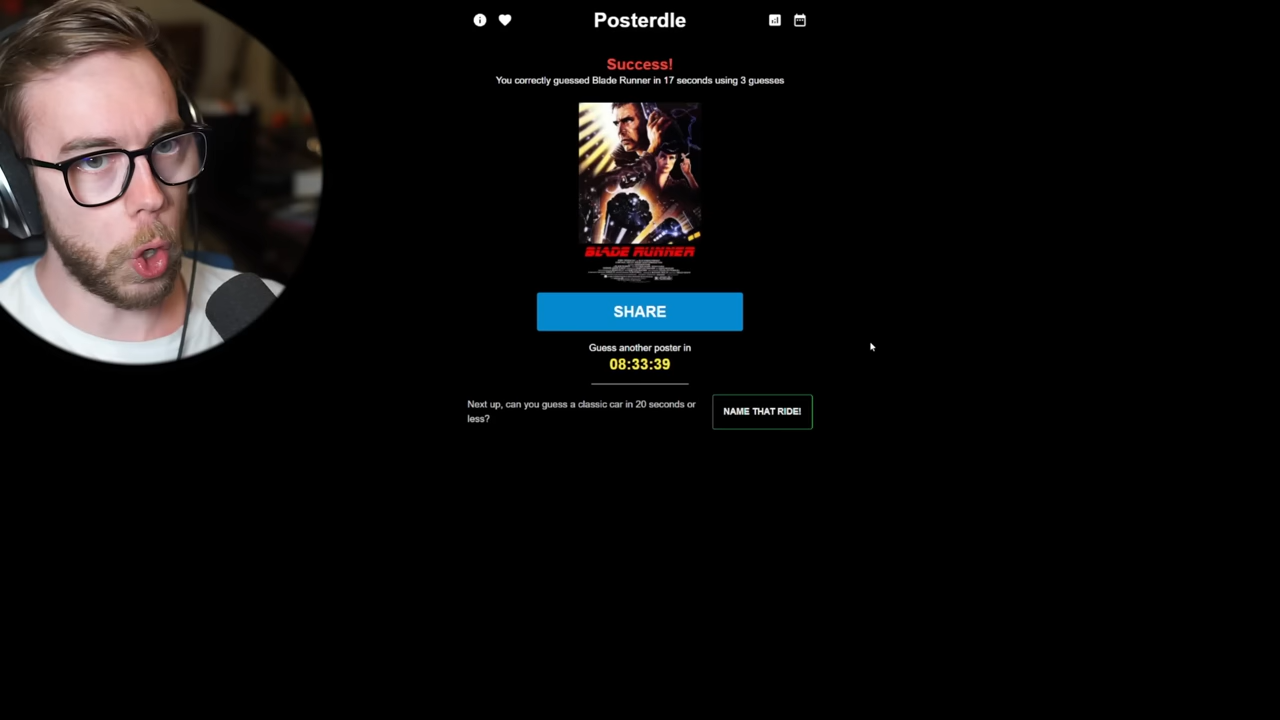 Posterdle
Success!
You correctly guessed Blade Runner in 17 seconds using 3 guesses
BLADE RUNNER
SHARE
Guess another poster in
08:33:39
Next up, can you guess a classic car in 20 seconds or
less?
NAME THAT RIDE!